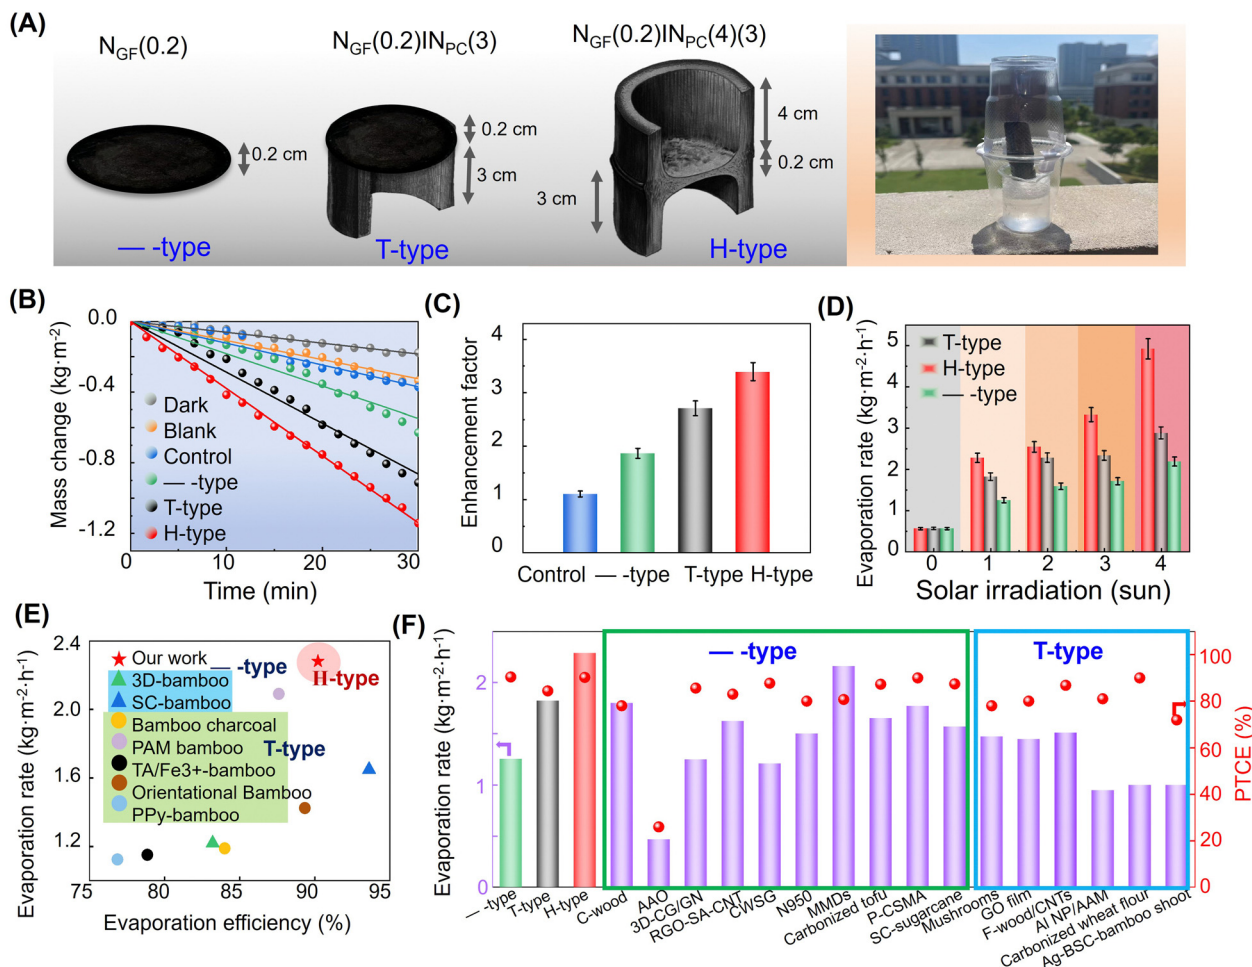 (A)
N_GF(0.2)
N_GF(0.2)IN_PC(3)
N_GF(0.2)IN_PC(4)(3)
0.2 cm
0.2 cm
3 cm
4 cm
0.2 cm
3 cm
— -type
T-type
H-type
(B)
Mass change (kg·m⁻²)
0.0
-0.4
-0.8
-1.2
Dark
Blank
Control
— -type
T-type
H-type
0
10
20
30
Time (min)
(C)
Enhancement factor
4
3
2
1
0
Control
— -type
T-type
H-type
(D)
Evaporation rate (kg·m⁻²·h⁻¹)
5
4
3
2
1
0
T-type
H-type
— -type
0
1
2
3
4
Solar irradiation (sun)
(E)
Evaporation rate (kg·m⁻²·h⁻¹)
2.4
2.0
1.6
1.2
Our work
3D-bamboo
SC-bamboo
Bamboo charcoal
PAM bamboo
TA/Fe3+-bamboo
Orientational Bamboo
PPy-bamboo
— -type
H-type
T-type
75
80
85
90
95
Evaporation efficiency (%)
(F)
Evaporation rate (kg·m⁻²·h⁻¹)
2
1
0
— -type
T-type
100
80
60
40
20
0
PTCE (%)
— -type
T-type
H-type
C-wood
AAO
3D-CG/GN
RGO-SA-CNT
CWSG
N950
MMDs
Carbonized tofu
P-CSMA
SC-sugarcane
Mushrooms
GO film
F-wood/CNTs
Al NP/AAM
Carbonized wheat flour
Ag-BSC-bamboo shoot